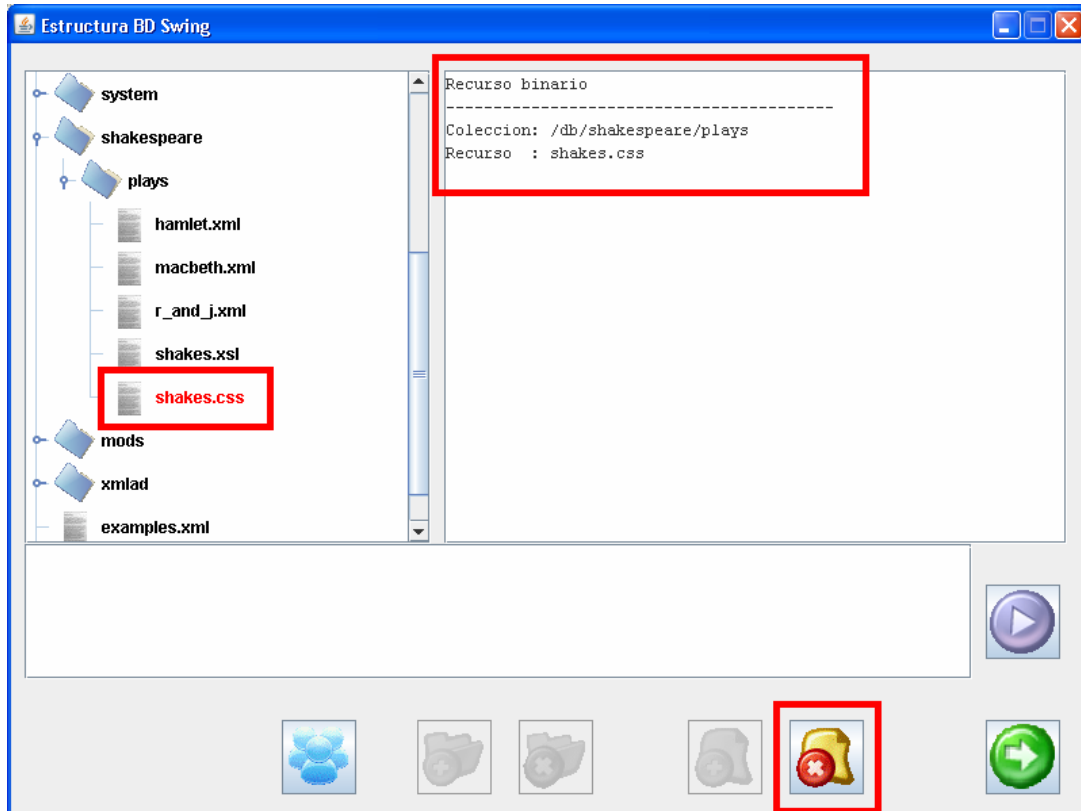 Estructura BD Swing
system
shakespeare
plays
hamlet.xml
macbeth.xml
r_and_j.xml
shakes.xsl
shakes.css
mods
xmlad
examples.xml
Recurso binario
-----------------------------------------
Coleccion: /db/shakespeare/plays
Recurso  : shakes.css